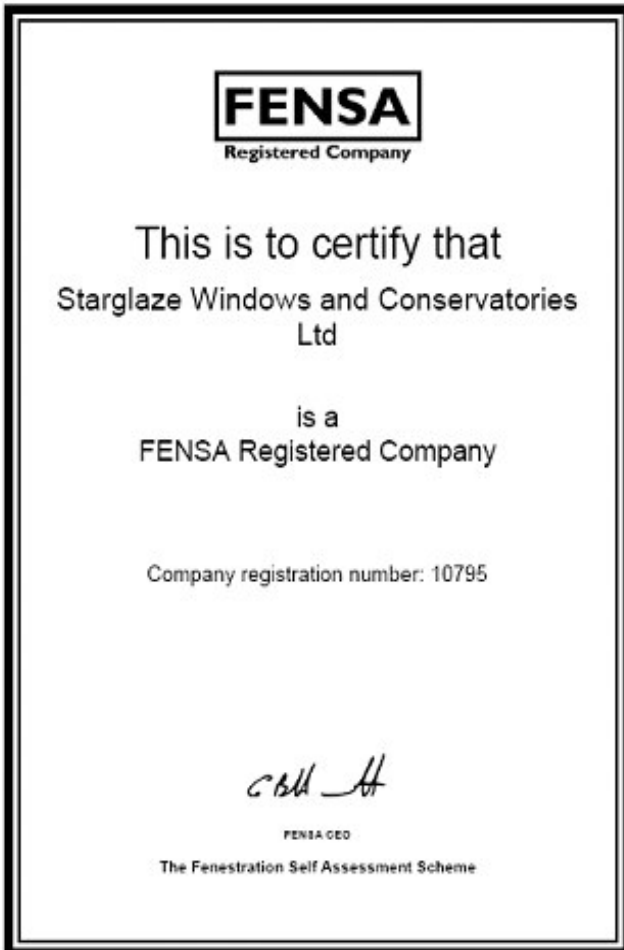 FENSA
Registered Company
This is to certify that
Starglaze Windows and Conservatories
Ltd
is a
FENSA Registered Company
Company registration number: 10795
FENSA CEO
The Fenestration Self Assessment Scheme